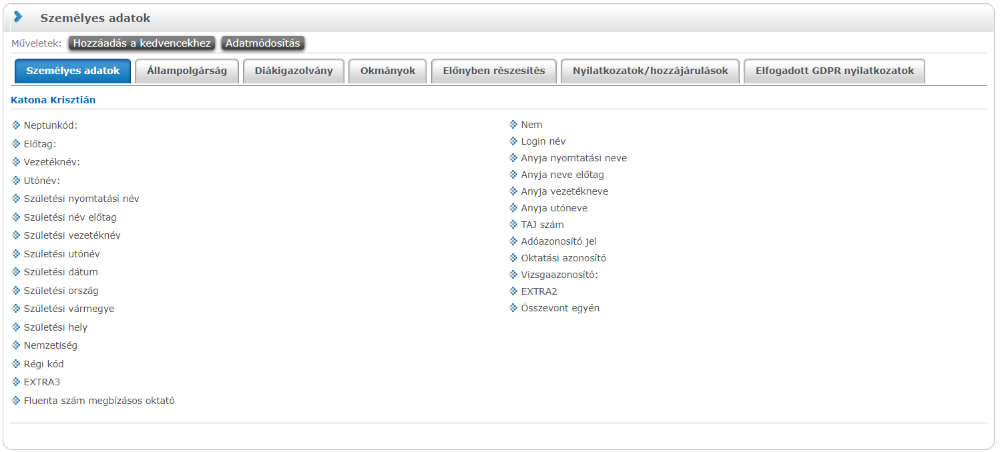 Személyes adatok
Műveletek: Hozzáadás a kedvencekhez Adatmódosítás
Személyes adatok Állampolgárság Diákigazolvány Okmányok Előnyben részesítés Nyilatkozatok/hozzájárulások Elfogadott GDPR nyilatkozatok
Katona Krisztián
Neptunkód:
Előtag:
Vezetéknév:
Utónév:
Születési nyomtatási név
Születési név előtag
Születési vezetéknév
Születési utónév
Születési dátum
Születési ország
Születési vármegye
Születési hely
Nemzetiség
Régi kód
EXTRA3
Fluenta szám megbízásos oktató
Nem
Login név
Anyja nyomtatási neve
Anyja neve előtag
Anyja vezetékneve
Anyja utóneve
TAJ szám
Adóazonosító jel
Oktatási azonosító
Vizsgaazonosító:
EXTRA2
Összevont egyén